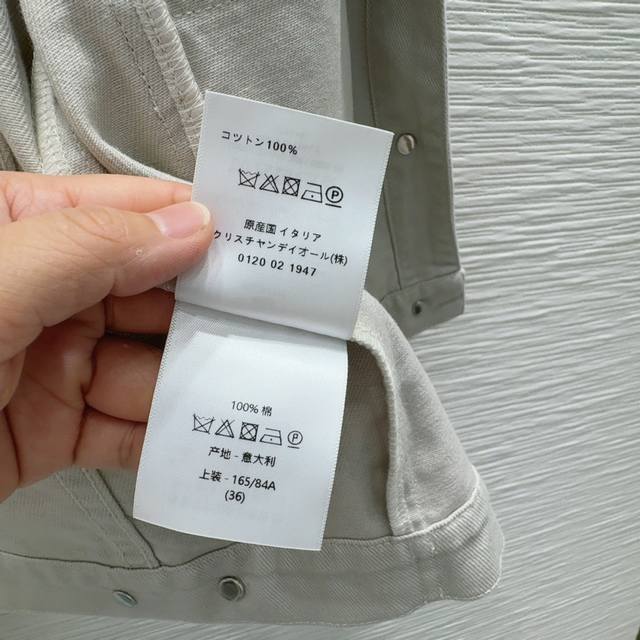 コットン100%
原産国 イタリア
クリスチャンディオール(株)
0120 02 1947
100% 棉
产地 - 意大利
上装 - 165/84A
(36)